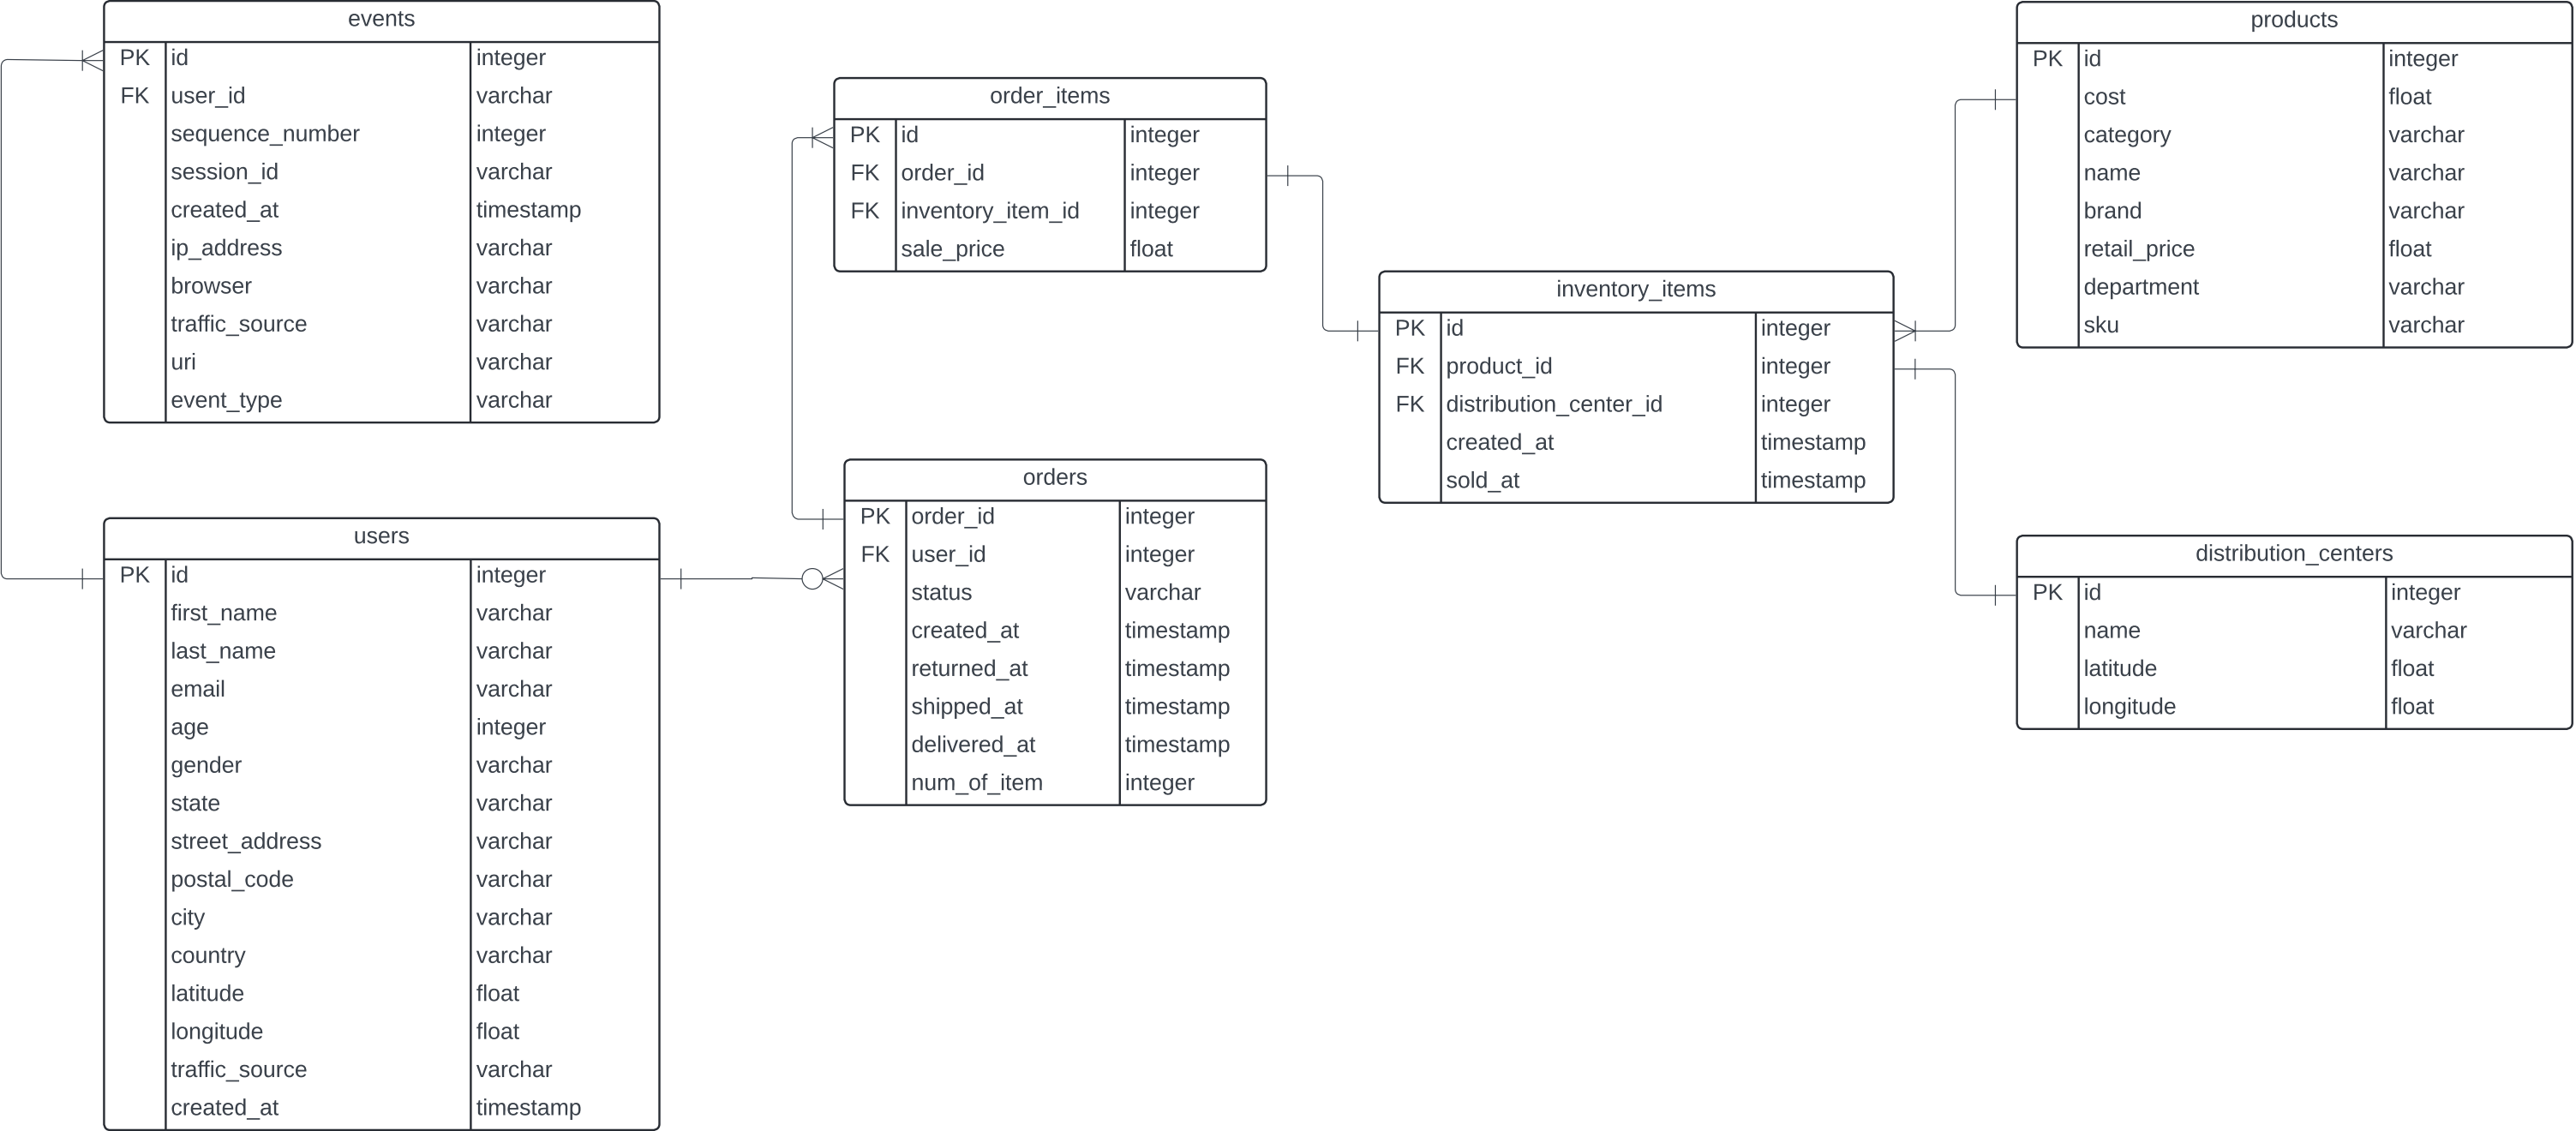 events
PK id integer
FK user_id varchar
sequence_number integer
session_id varchar
created_at timestamp
ip_address varchar
browser varchar
traffic_source varchar
uri varchar
event_type varchar
users
PK id integer
first_name varchar
last_name varchar
email varchar
age integer
gender varchar
state varchar
street_address varchar
postal_code varchar
city varchar
country varchar
latitude float
longitude float
traffic_source varchar
created_at timestamp
order_items
PK id integer
FK order_id integer
FK inventory_item_id integer
sale_price float
orders
PK order_id integer
FK user_id integer
status varchar
created_at timestamp
returned_at timestamp
shipped_at timestamp
delivered_at timestamp
num_of_item integer
inventory_items
PK id integer
FK product_id integer
FK distribution_center_id integer
created_at timestamp
sold_at timestamp
products
PK id integer
cost float
category varchar
name varchar
brand varchar
retail_price float
department varchar
sku varchar
distribution_centers
PK id integer
name varchar
latitude float
longitude float